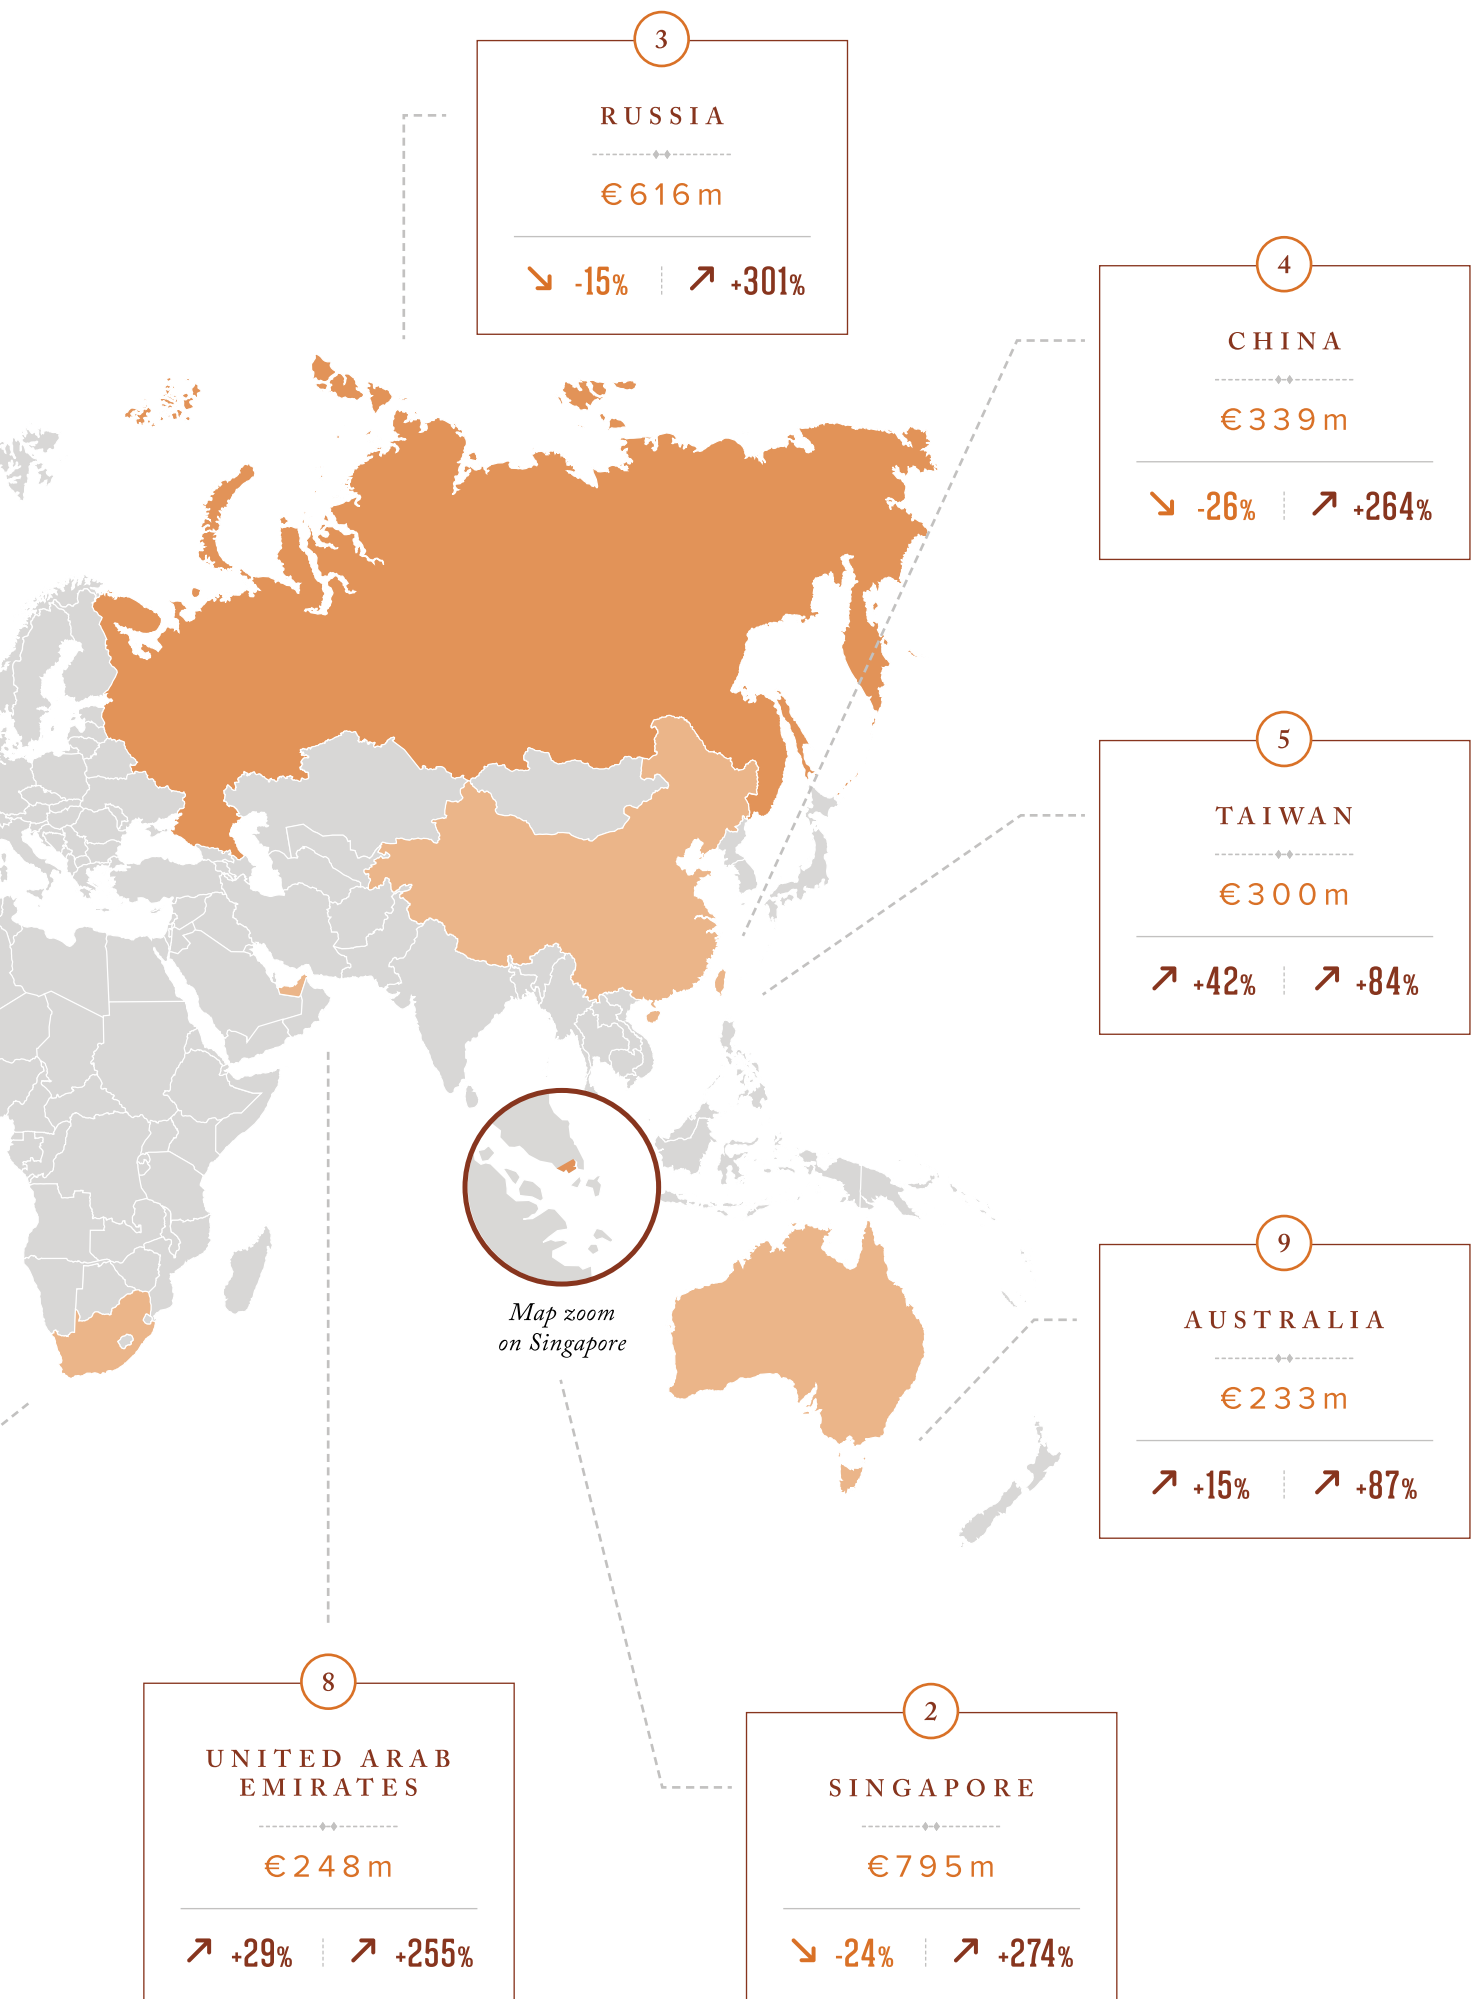 3
RUSSIA
€616m
-15% +301%
4
CHINA
€339m
-26% +264%
5
TAIWAN
€300m
+42% +84%
9
AUSTRALIA
€233m
+15% +87%
Map zoom
on Singapore
8
UNITED ARAB
EMIRATES
€248m
+29% +255%
2
SINGAPORE
€795m
-24% +274%